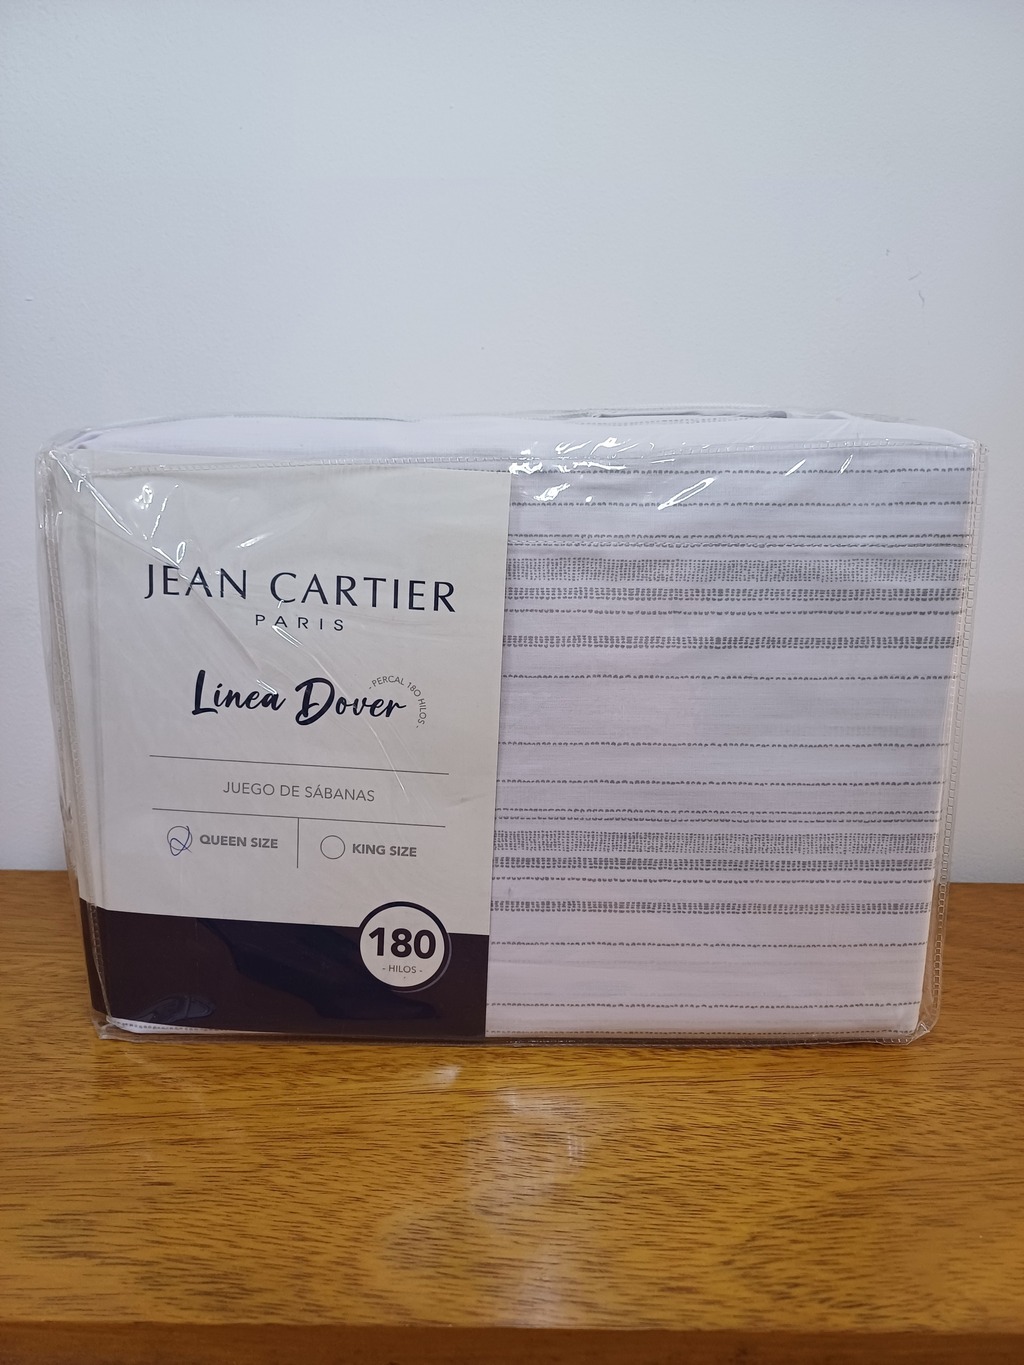 JEAN CARTIER
PARIS
Línea Dover
- PERCAL 180 HILOS -
JUEGO DE SÁBANAS
QUEEN SIZE
KING SIZE
180
- HILOS -